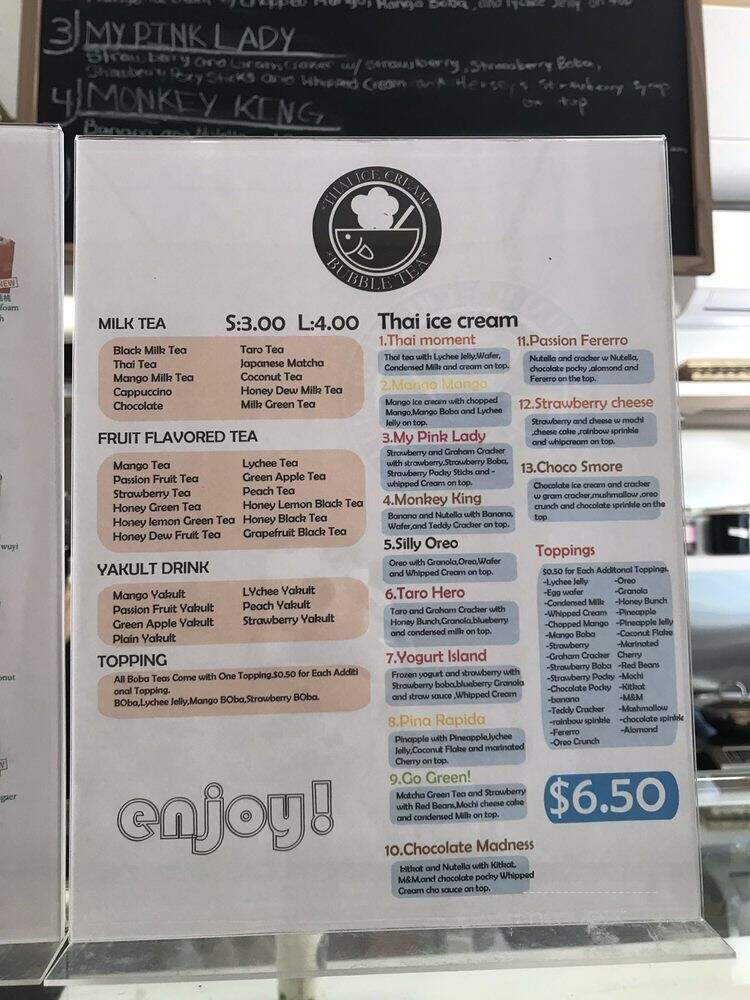 3) MY PINK LADY
4) MONKEY KING
on top
NEW
foam
wuyi
THAI ICE CREAM
JD
BUBBLE TEA
MILK TEA S:3.00 L:4.00
Black Milk Tea Taro Tea
Thai Tea Japanese Matcha
Mango Milk Tea Coconut Tea
Cappuccino Honey Dew Milk Tea
Chocolate Milk Green Tea
FRUIT FLAVORED TEA
Mango Tea Lychee Tea
Passion Fruit Tea Green Apple Tea
Strawberry Tea Peach Tea
Honey Green Tea Honey Lemon Black Tea
Honey lemon Green Tea Honey Black Tea
Honey Dew Fruit Tea Grapefruit Black Tea
YAKULT DRINK
Mango Yakult LYchee Yakult
Passion Fruit Yakult Peach Yakult
Green Apple Yakult Strawberry Yakult
Plain Yakult
TOPPING
All Boba Teas Come with One Topping.$0.50 for Each Additi
onal Topping.
BOba,Lychee Jelly,Mango BOba,Strawberry BOba.
enjoy!
Thai ice cream
1.Thai moment
Thai tea with Lychee Jelly,Wafer,
Condensed Milk and cream on top.
2.Mango Mango
Mango ice cream with chopped
Mango,Mango Boba and Lychee
Jelly on top.
3.My Pink Lady
Strawberry and Graham Cracker
with strawberry,Strawberry Boba,
Strawberry Pocky Sticks and -
whipped Cream on top.
4.Monkey King
Banana and Nutella with Banana,
Wafer,and Teddy Cracker on top.
5.Silly Oreo
Oreo with Granola,Oreo,Wafer
and Whipped Cream on top.
6.Taro Hero
Taro and Graham Cracker with
Honey Bunch,Granola,blueberry
and condensed milk on top.
7.Yogurt Island
Frozen yogurt and strawberry with
Strawberry boba,blueberry Granola
and straw sauce ,Whipped Cream
8.Pina Rapida
Pinapple with Pineapple,lychee
Jelly,Coconut Flake and marinated
Cherry on top.
9.Go Green!
Matcha Green Tea and Strawberry
with Red Beans,Mochi cheese cake
and condensed Milk on top.
10.Chocolate Madness
kitkat and Nutella with Kitkat,
M&M,and chocolate pocky Whipped
Cream cho sauce on top.
11.Passion Fererro
Nutella and cracker w Nutella,
chocolate pocky ,alomond and
Fererro on the top.
12.Strawberry cheese
Strawberry and cheese w mochi
,cheese cake ,rainbow sprinkle
and whipcream on top.
13.Choco Smore
Chocolate ice cream and cracker
w gram cracker,mushmallow ,oreo
crunch and chocolate sprinkle on the
top
Toppings
$0.50 for Each Additonal Toppings.
-Lychee Jelly -Oreo
-Egg wafer -Granola
-Condensed Milk -Honey Bunch
-Whipped Cream -Pineapple
-Chopped Mango -Pineapple Jelly
-Mango Boba -Coconut Flake
-Strawberry -Marinated
-Graham Cracker Cherry
-Strawberry Boba -Red Beans
-Strawberry Pocky -Mochi
-Chocolate Pocky -Kitkat
-banana -M&M
-Teddy Cracker -Mashmallow
-rainbow spinkle -chocolate spinkle
-Fererro -Alomond
-Oreo Crunch
$6.50